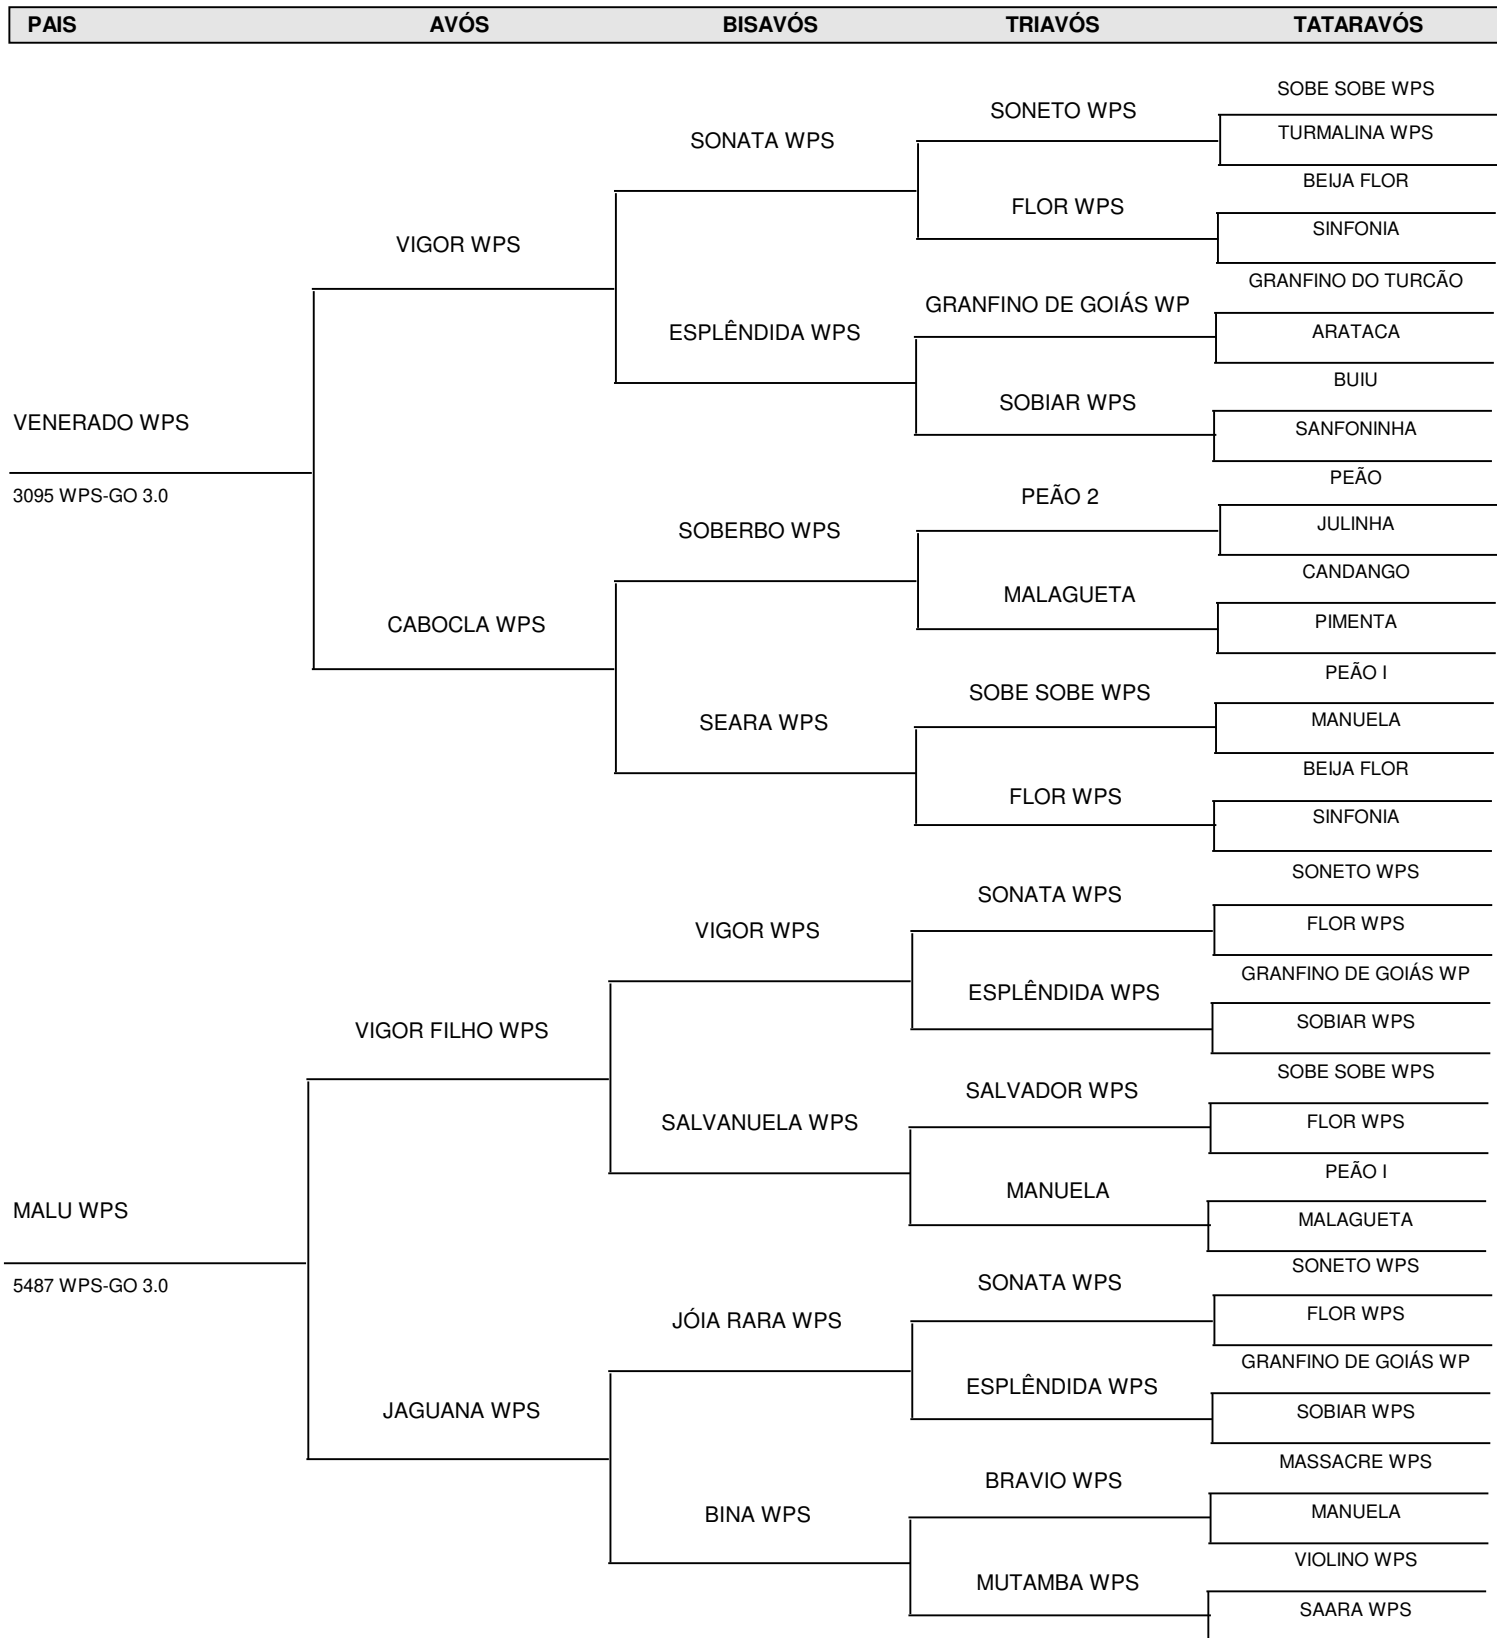 PAIS AVÓS BISAVÓS TRIAVÓS TATARAVÓS
SOBE SOBE WPS
SONETO WPS
TURMALINA WPS
SONATA WPS
BEIJA FLOR
FLOR WPS
SINFONIA
VIGOR WPS
GRANFINO DO TURCÃO
GRANFINO DE GOIÁS WP
ARATACA
ESPLÊNDIDA WPS
BUIU
SOBIAR WPS
SANFONINHA
VENERADO WPS
3095 WPS-GO 3.0
PEÃO
PEÃO 2
JULINHA
SOBERBO WPS
CANDANGO
MALAGUETA
PIMENTA
CABOCLA WPS
PEÃO I
SOBE SOBE WPS
MANUELA
SEARA WPS
BEIJA FLOR
FLOR WPS
SINFONIA
SONETO WPS
SONATA WPS
FLOR WPS
VIGOR WPS
GRANFINO DE GOIÁS WP
ESPLÊNDIDA WPS
SOBIAR WPS
VIGOR FILHO WPS
SOBE SOBE WPS
SALVADOR WPS
FLOR WPS
SALVANUELA WPS
PEÃO I
MANUELA
MALAGUETA
MALU WPS
5487 WPS-GO 3.0
SONETO WPS
SONATA WPS
FLOR WPS
JÓIA RARA WPS
GRANFINO DE GOIÁS WP
ESPLÊNDIDA WPS
SOBIAR WPS
JAGUANA WPS
MASSACRE WPS
BRAVIO WPS
MANUELA
BINA WPS
VIOLINO WPS
MUTAMBA WPS
SAARA WPS